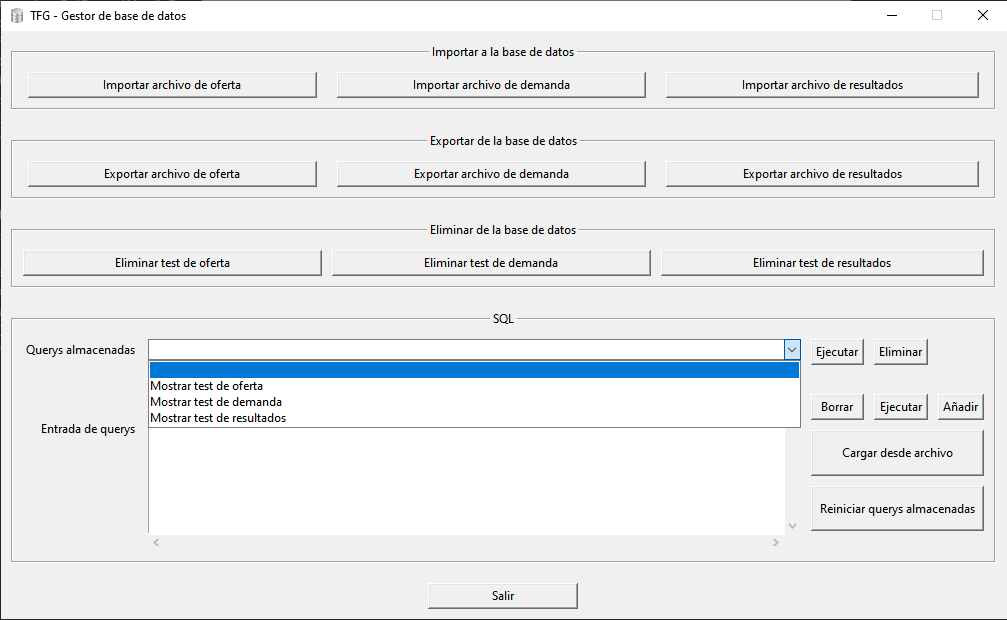 TFG - Gestor de base de datos
Importar a la base de datos
Importar archivo de oferta
Importar archivo de demanda
Importar archivo de resultados
Exportar de la base de datos
Exportar archivo de oferta
Exportar archivo de demanda
Exportar archivo de resultados
Eliminar de la base de datos
Eliminar test de oferta
Eliminar test de demanda
Eliminar test de resultados
SQL
Querys almacenadas
Ejecutar
Eliminar
Mostrar test de oferta
Mostrar test de demanda
Mostrar test de resultados
Entrada de querys
Borrar
Ejecutar
Añadir
Cargar desde archivo
Reiniciar querys almacenadas
Salir